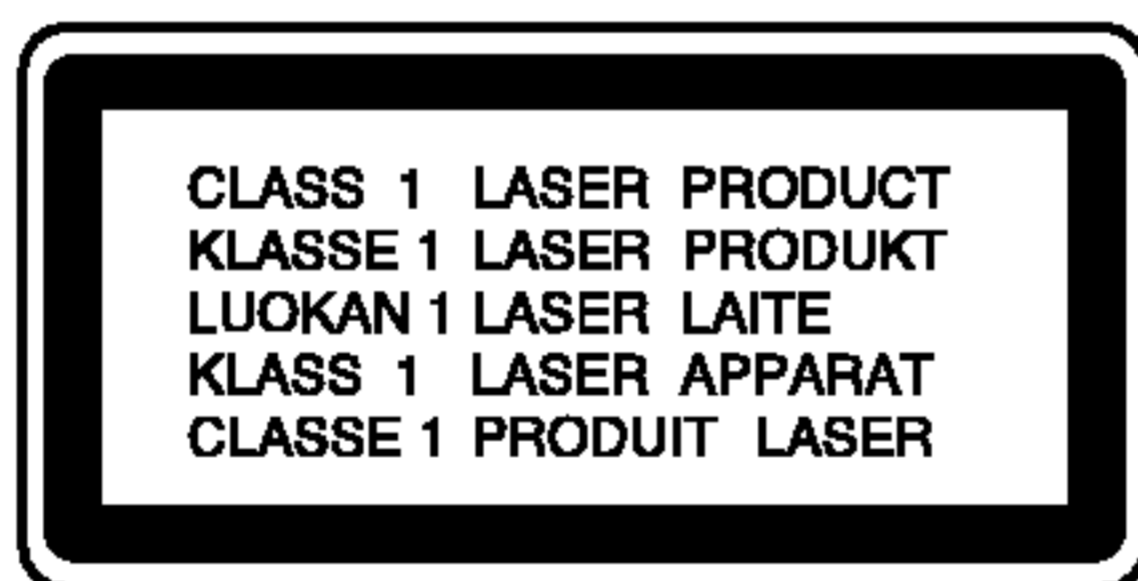 CLASS 1 LASER PRODUCT
KLASSE 1 LASER PRODUKT
LUOKAN 1 LASER LAITE
KLASS 1 LASER APPARAT
CLASSE 1 PRODUIT LASER